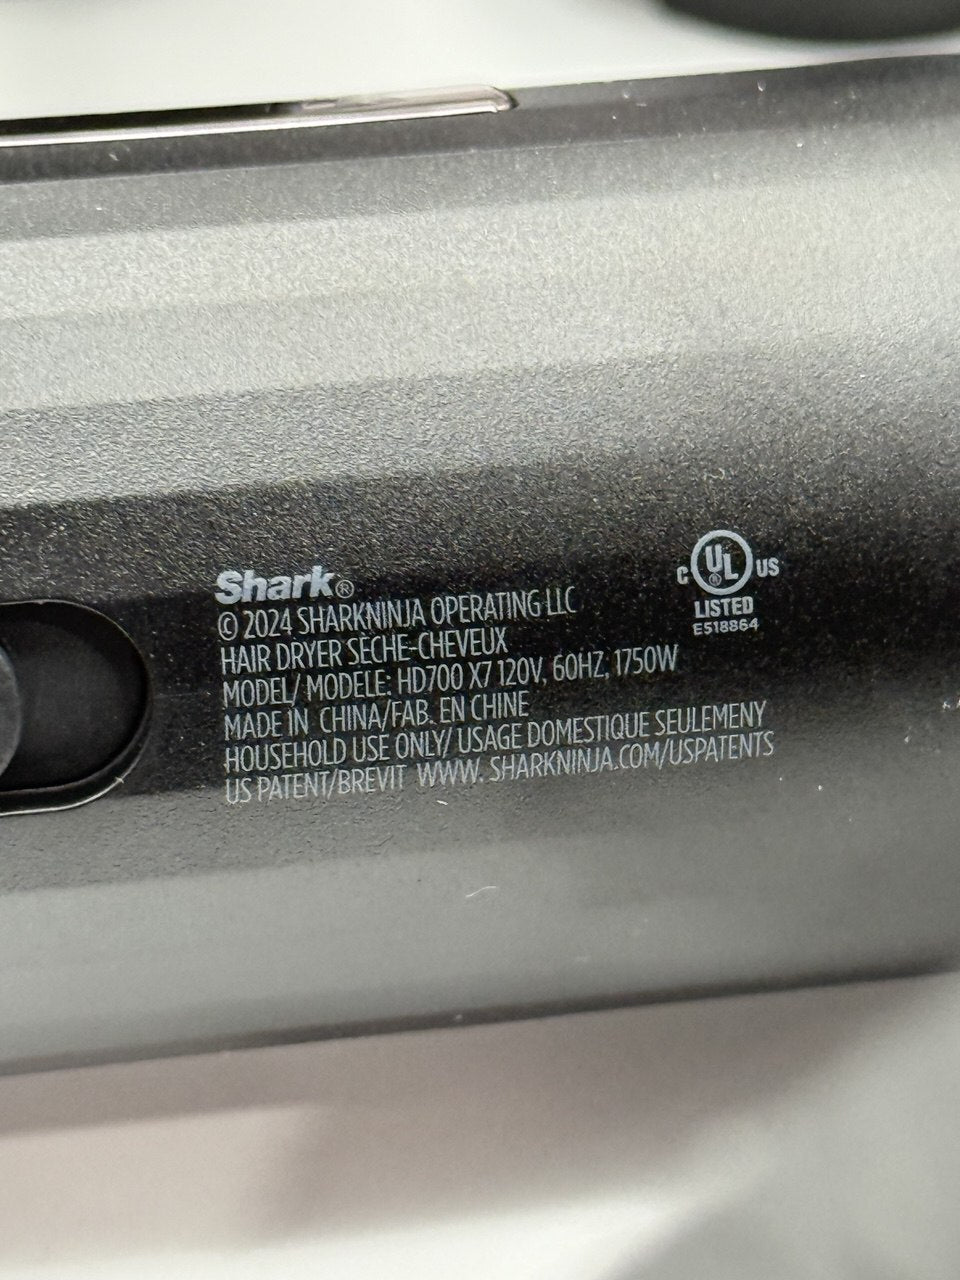 Shark®
© 2024 SHARKNINJA OPERATING LLC
HAIR DRYER SECHE-CHEVEUX
MODEL/ MODELE: HD700 X7 120V, 60HZ, 1750W
MADE IN CHINA/FAB. EN CHINE
HOUSEHOLD USE ONLY/ USAGE DOMESTIQUE SEULEMENY
US PATENT/BREVIT WWW. SHARKNINJA.COM/USPATENTS
C UL® US
LISTED
E518864